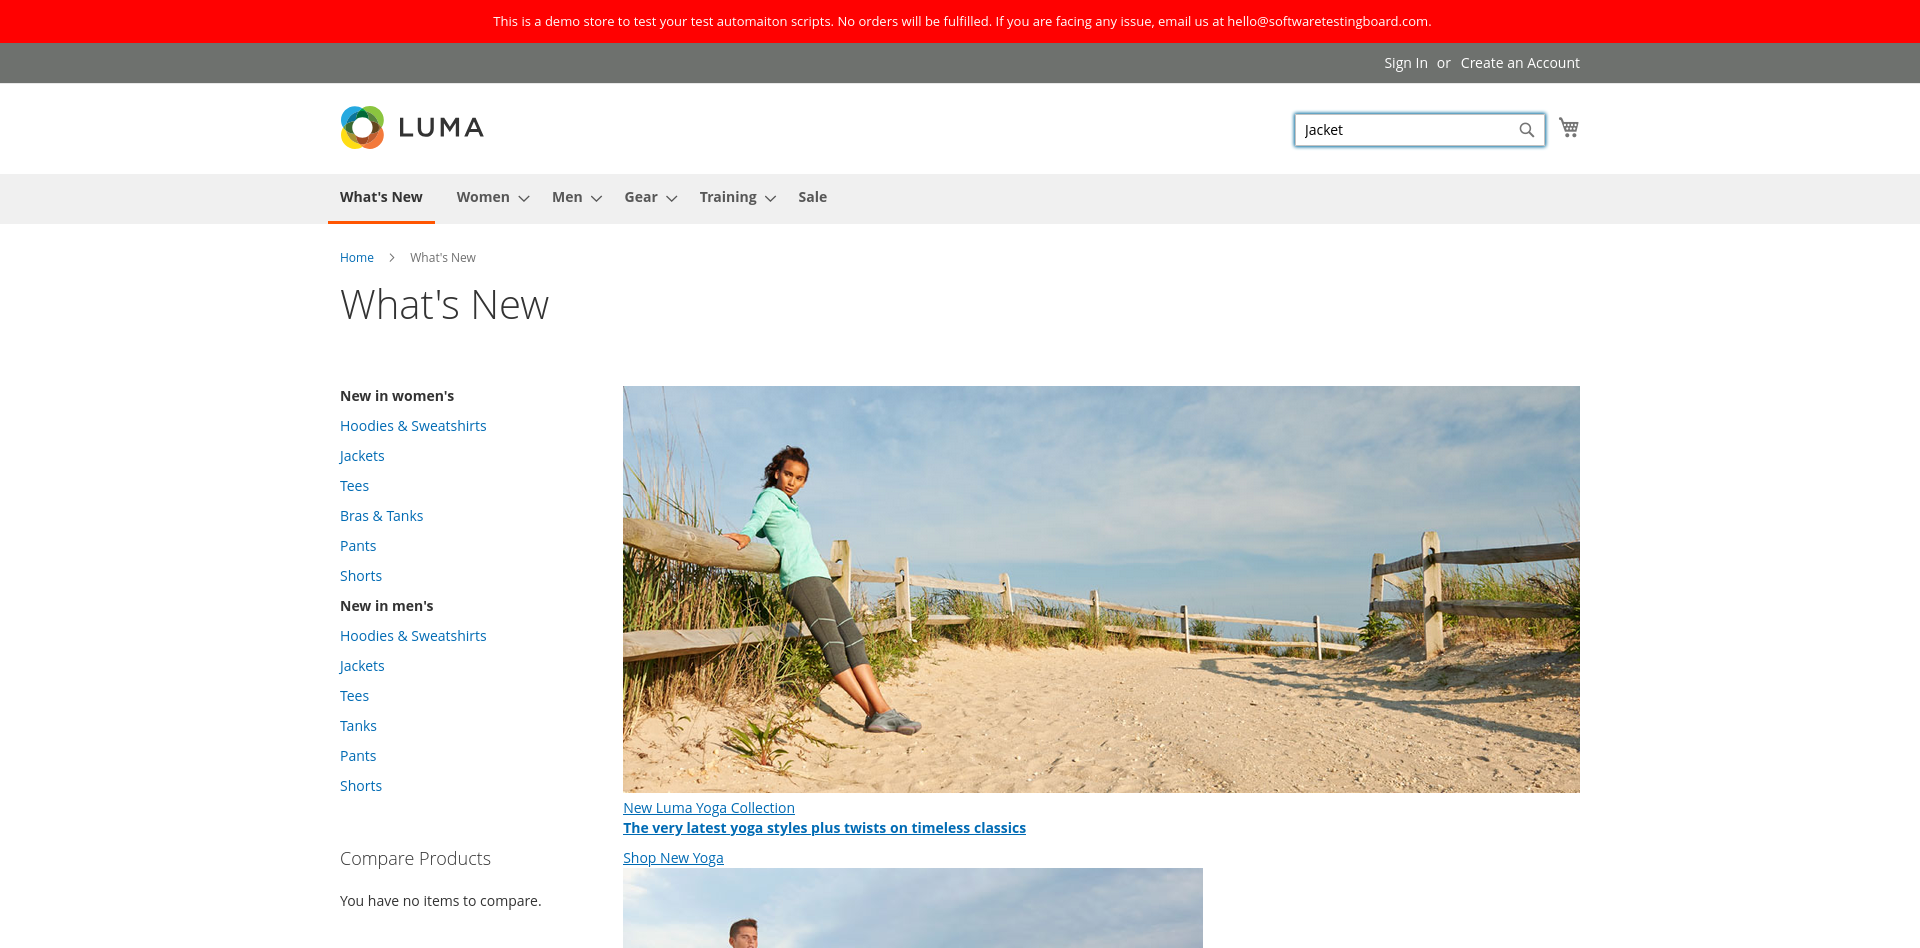 This is a demo store to test your test automaiton scripts. No orders will be fulfilled. If you are facing any issue, email us at hello@softwaretestingboard.com.
Sign In or Create an Account
LUMA
Jacket
What's New Women Men Gear Training Sale
Home What's New
What's New
New in women's
Hoodies & Sweatshirts
Jackets
Tees
Bras & Tanks
Pants
Shorts
New in men's
Hoodies & Sweatshirts
Jackets
Tees
Tanks
Pants
Shorts
Compare Products
You have no items to compare.
New Luma Yoga Collection
The very latest yoga styles plus twists on timeless classics
Shop New Yoga